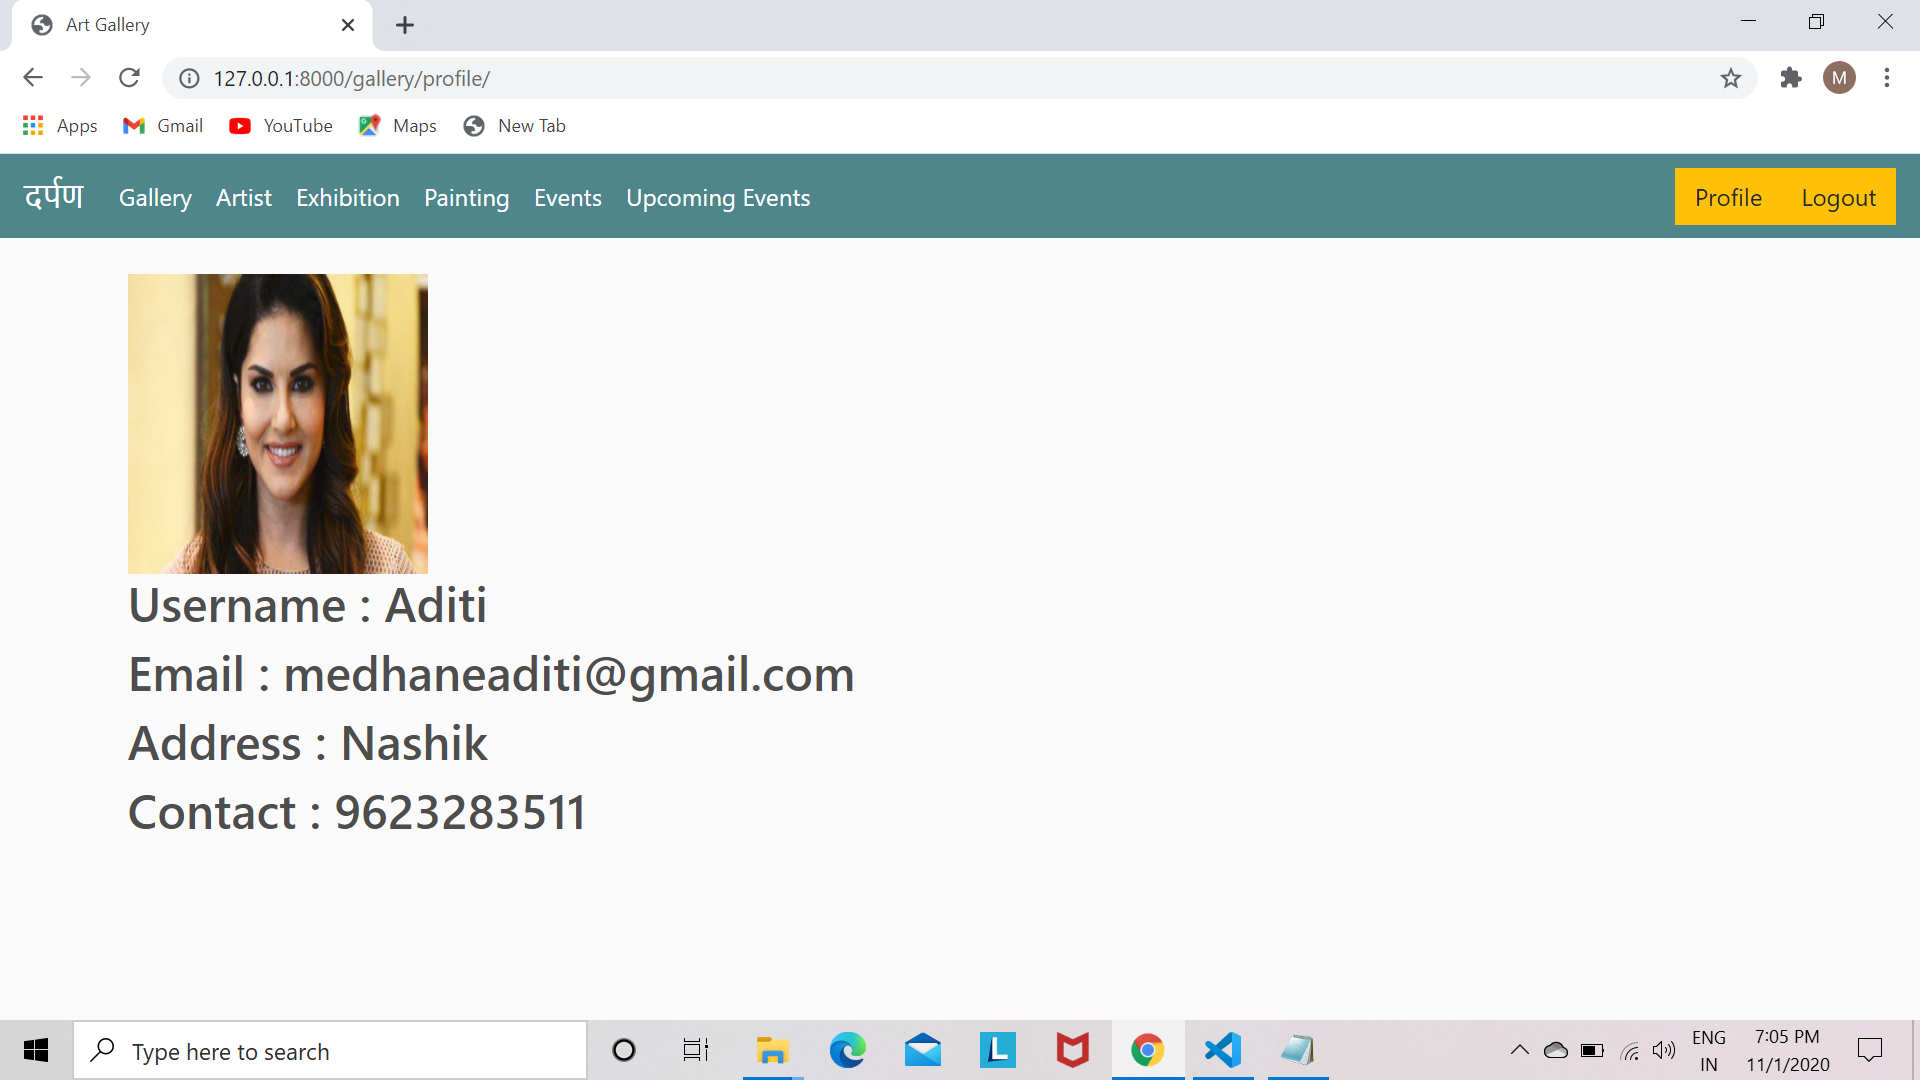 Art Gallery
127.0.0.1:8000/gallery/profile/
M
Apps Gmail YouTube Maps New Tab
दर्पण Gallery Artist Exhibition Painting Events Upcoming Events Profile Logout
Username : Aditi
Email : medhaneaditi@gmail.com
Address : Nashik
Contact : 9623283511
Type here to search
L
ENG 7:05 PM
IN 11/1/2020